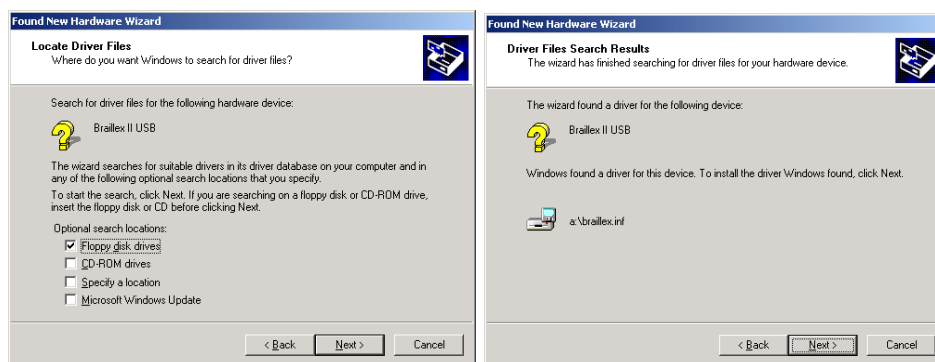 Found New Hardware Wizard
Locate Driver Files
Where do you want Windows to search for driver files?
Search for driver files for the following hardware device:
Braillex II USB
The wizard searches for suitable drivers in its driver database on your computer and in
any of the following optional search locations that you specify.
To start the search, click Next. If you are searching on a floppy disk or CD-ROM drive,
insert the floppy disk or CD before clicking Next.
Optional search locations:
Floppy disk drives
CD-ROM drives
Specify a location
Microsoft Windows Update
< Back
Next >
Cancel
Found New Hardware Wizard
Driver Files Search Results
The wizard has finished searching for driver files for your hardware device.
The wizard found a driver for the following device:
Braillex II USB
Windows found a driver for this device. To install the driver Windows found, click Next.
a:\braillex.inf
< Back
Next >
Cancel